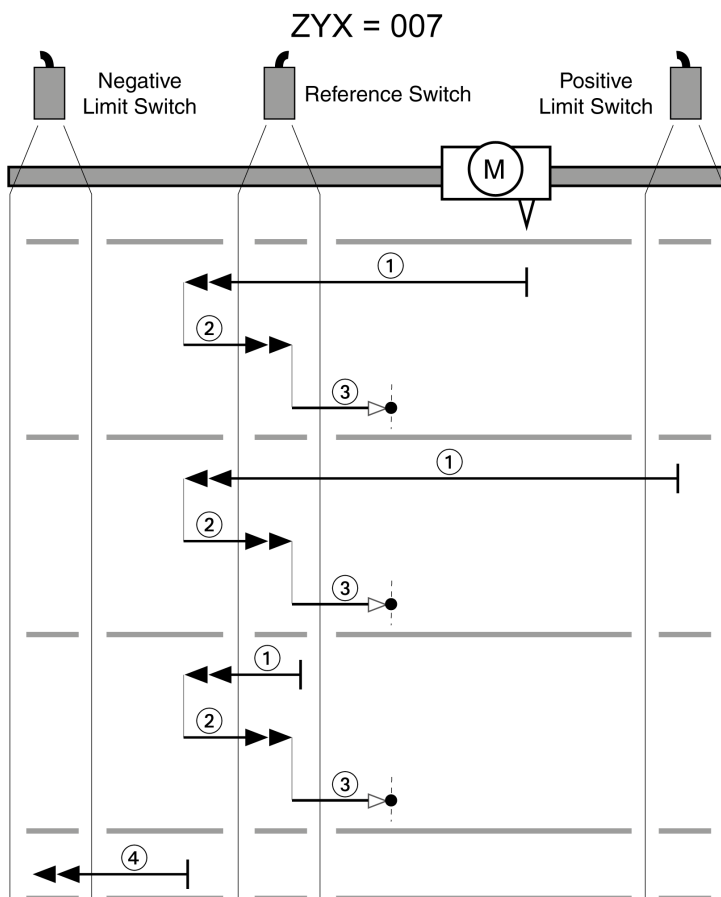 ZYX = 007
Negative
Limit Switch
Reference Switch
Positive
Limit Switch
M
1
2
3
1
2
3
1
2
3
4